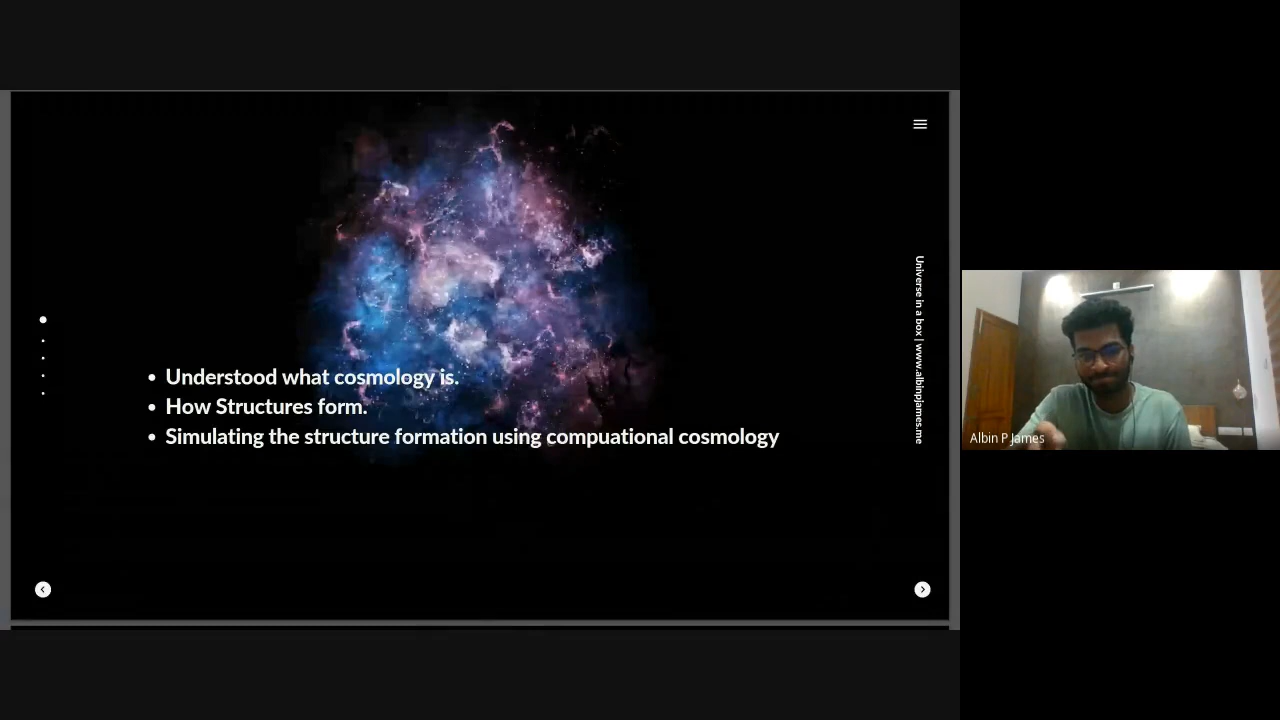 Understood what cosmology is.
How Structures form.
Simulating the structure formation using compuational cosmology
Universe in a box | www.albinpjames.me
Albin P James